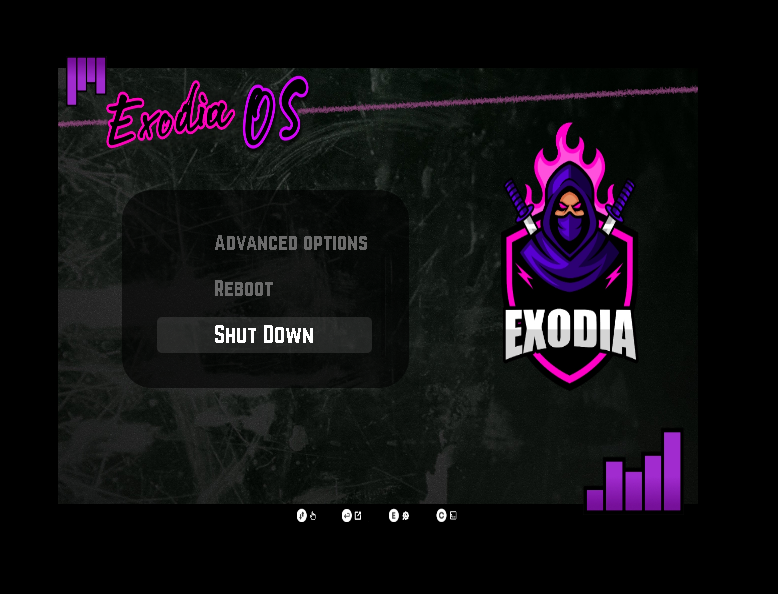 Exodia OS
Advanced options
Reboot
Shut Down
EXODIA
E
C